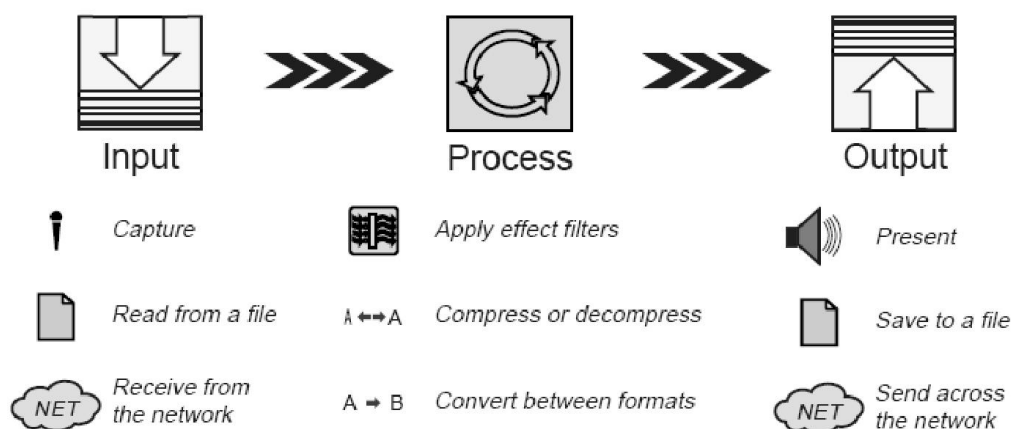 Input
Process
Output
Capture
Apply effect filters
Present
Read from a file
A A
Compress or decompress
Save to a file
NET
Receive from
the network
A B
Convert between formats
NET
Send across
the network